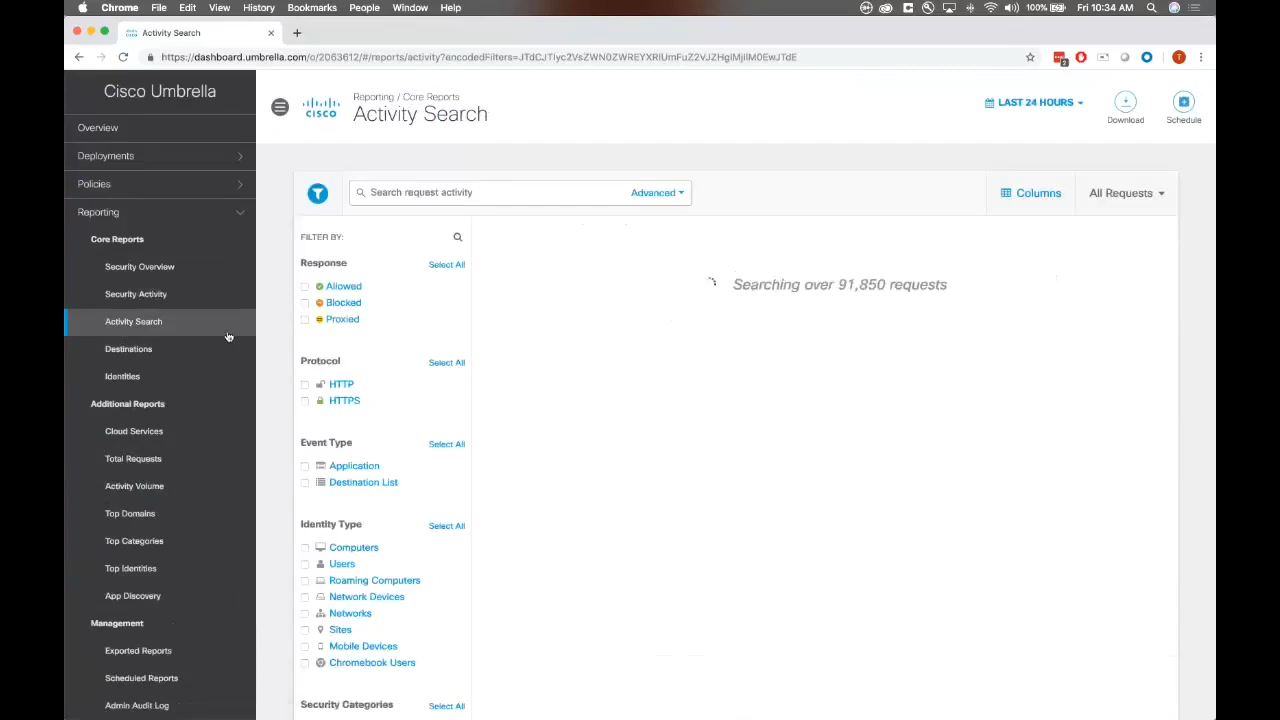 Chrome File Edit View History Bookmarks People Window Help
100% Fri 10:34 AM
Activity Search
https://dashboard.umbrella.com/o/2063612/#/reports/activity?encodedFilters=
2
T
Cisco Umbrella
Overview
Deployments
Policies
Reporting
Core Reports
Security Overview
Security Activity
Activity Search
Destinations
Identities
Additional Reports
Cloud Services
Total Requests
Activity Volume
Top Domains
Top Categories
Top Identities
App Discovery
Management
Exported Reports
Scheduled Reports
Admin Audit Log
CISCO
Reporting / Core Reports
Activity Search
LAST 24 HOURS
Download
Schedule
Search request activity
Advanced
Columns
All Requests
FILTER BY:
Response Select All
Allowed
Blocked
Proxied
Protocol Select All
HTTP
HTTPS
Event Type Select All
Application
Destination List
Identity Type Select All
Computers
Users
Roaming Computers
Network Devices
Networks
Sites
Mobile Devices
Chromebook Users
Security Categories Select All
Searching over 91,850 requests